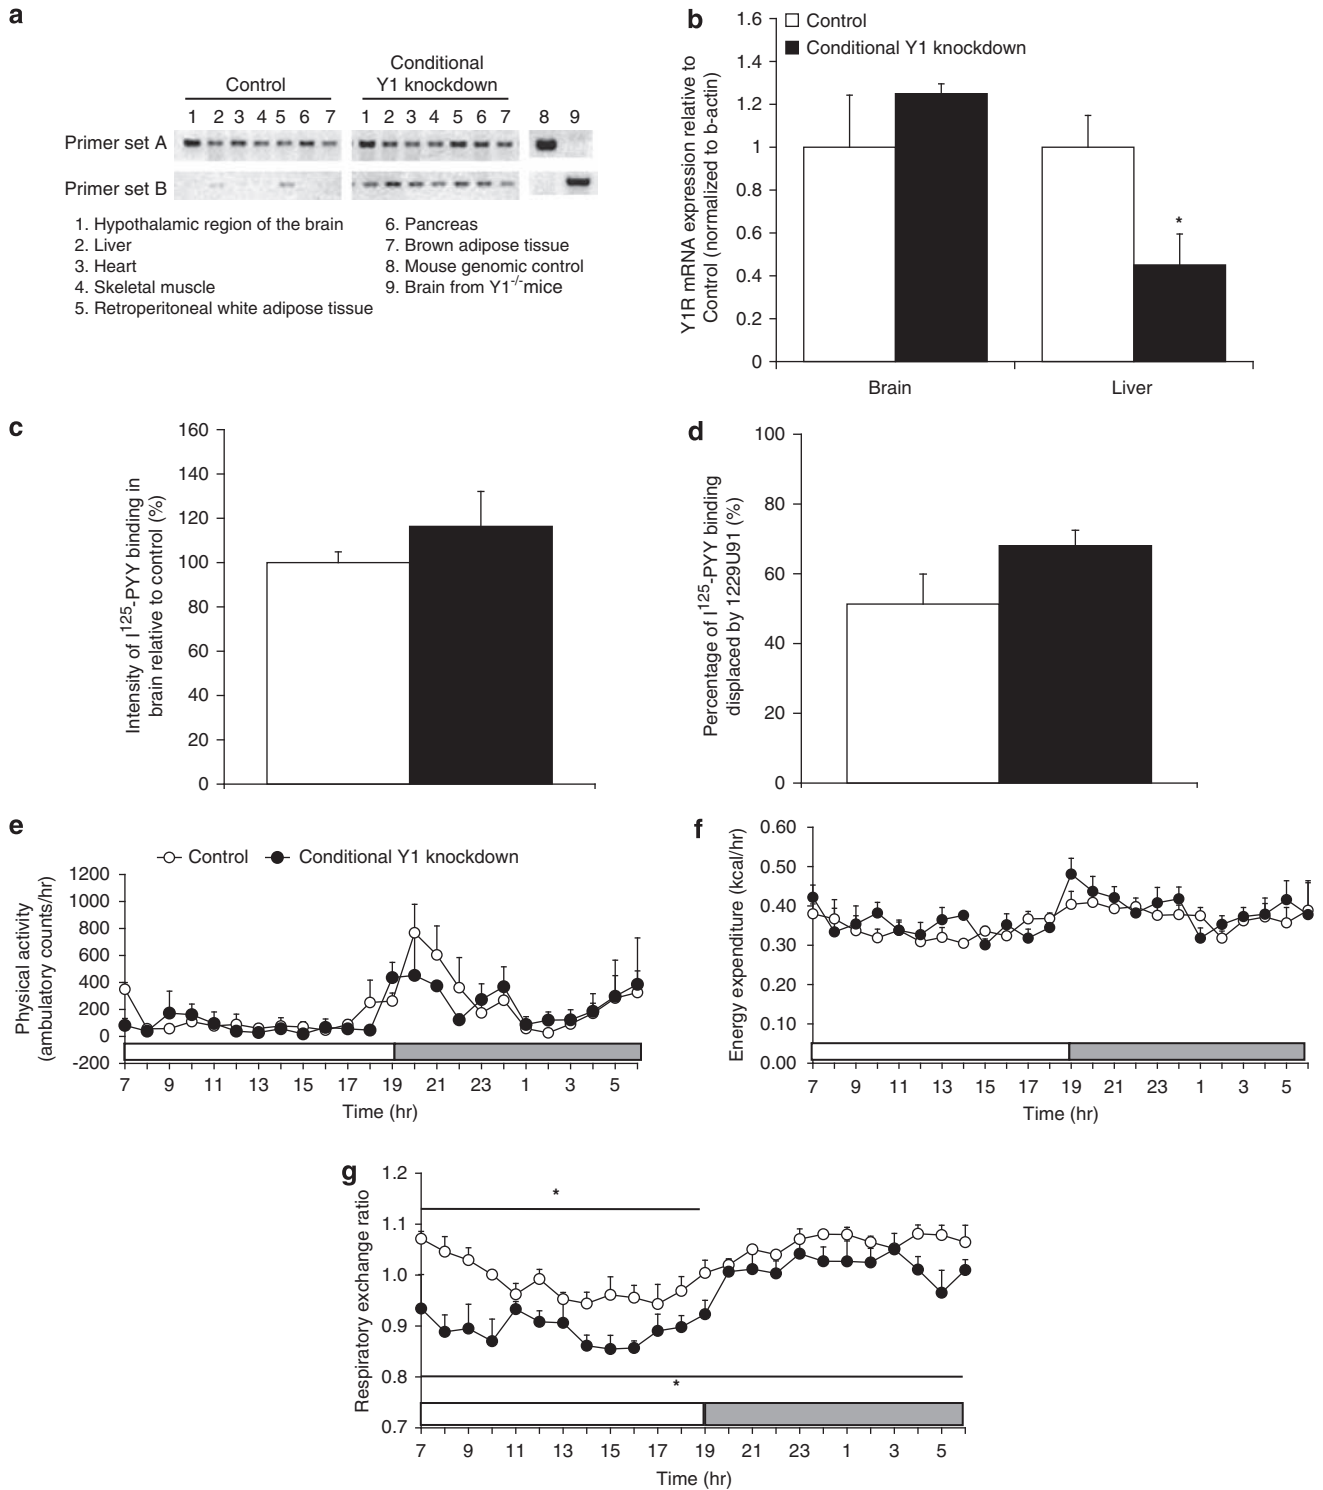 a
Control
Conditional
Y1 knockdown
1 2 3 4 5 6 7 1 2 3 4 5 6 7 8 9
Primer set A
Primer set B
1. Hypothalamic region of the brain
2. Liver
3. Heart
4. Skeletal muscle
5. Retroperitoneal white adipose tissue
6. Pancreas
7. Brown adipose tissue
8. Mouse genomic control
9. Brain from Y1-/- mice
b
Control
Conditional Y1 knockdown
Y1R mRNA expression relative to
Control (normalized to b-actin)
1.6
1.4
1.2
1
0.8
0.6
0.4
0.2
0
*
Brain Liver
c
Intensity of I125-PYY binding in
brain relative to control (%)
160
140
120
100
80
60
40
20
0
d
Percentage of I125-PYY binding
displaced by 1229U91 (%)
100
80
60
40
20
0
e
Control Conditional Y1 knockdown
Physical activity
(ambulatory counts/hr)
1200
1000
800
600
400
200
0
-200
7 9 11 13 15 17 19 21 23 1 3 5
Time (hr)
f
Energy expenditure (kcal/hr)
0.60
0.50
0.40
0.30
0.20
0.10
0.00
7 9 11 13 15 17 19 21 23 1 3 5
Time (hr)
g
Respiratory exchange ratio
1.2
1.1
1.0
0.9
0.8
0.7
*
*
7 9 11 13 15 17 19 21 23 1 3 5
Time (hr)